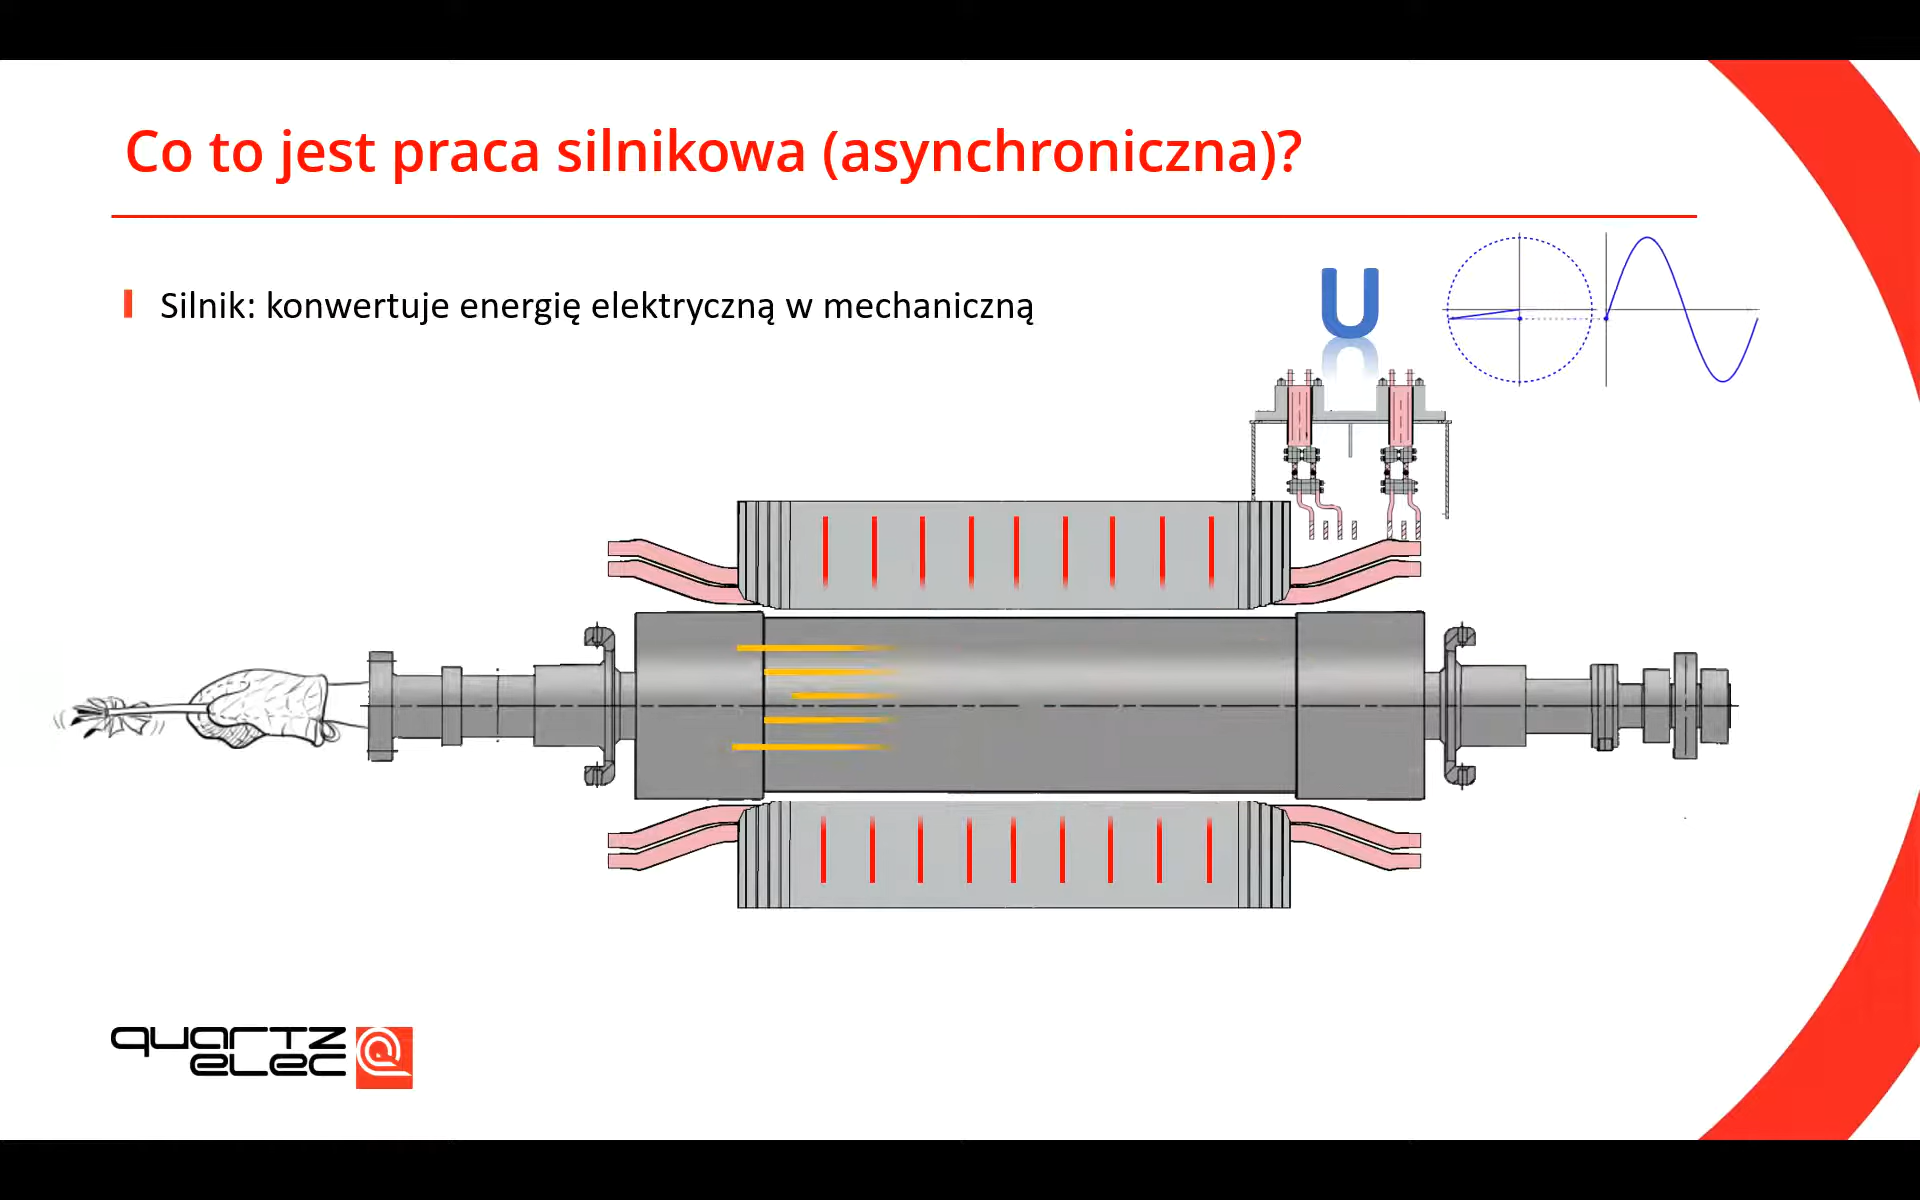 Co to jest praca silnikowa (asynchroniczna)?
Silnik: konwertuje energię elektryczną w mechaniczną
U
quartz
elec